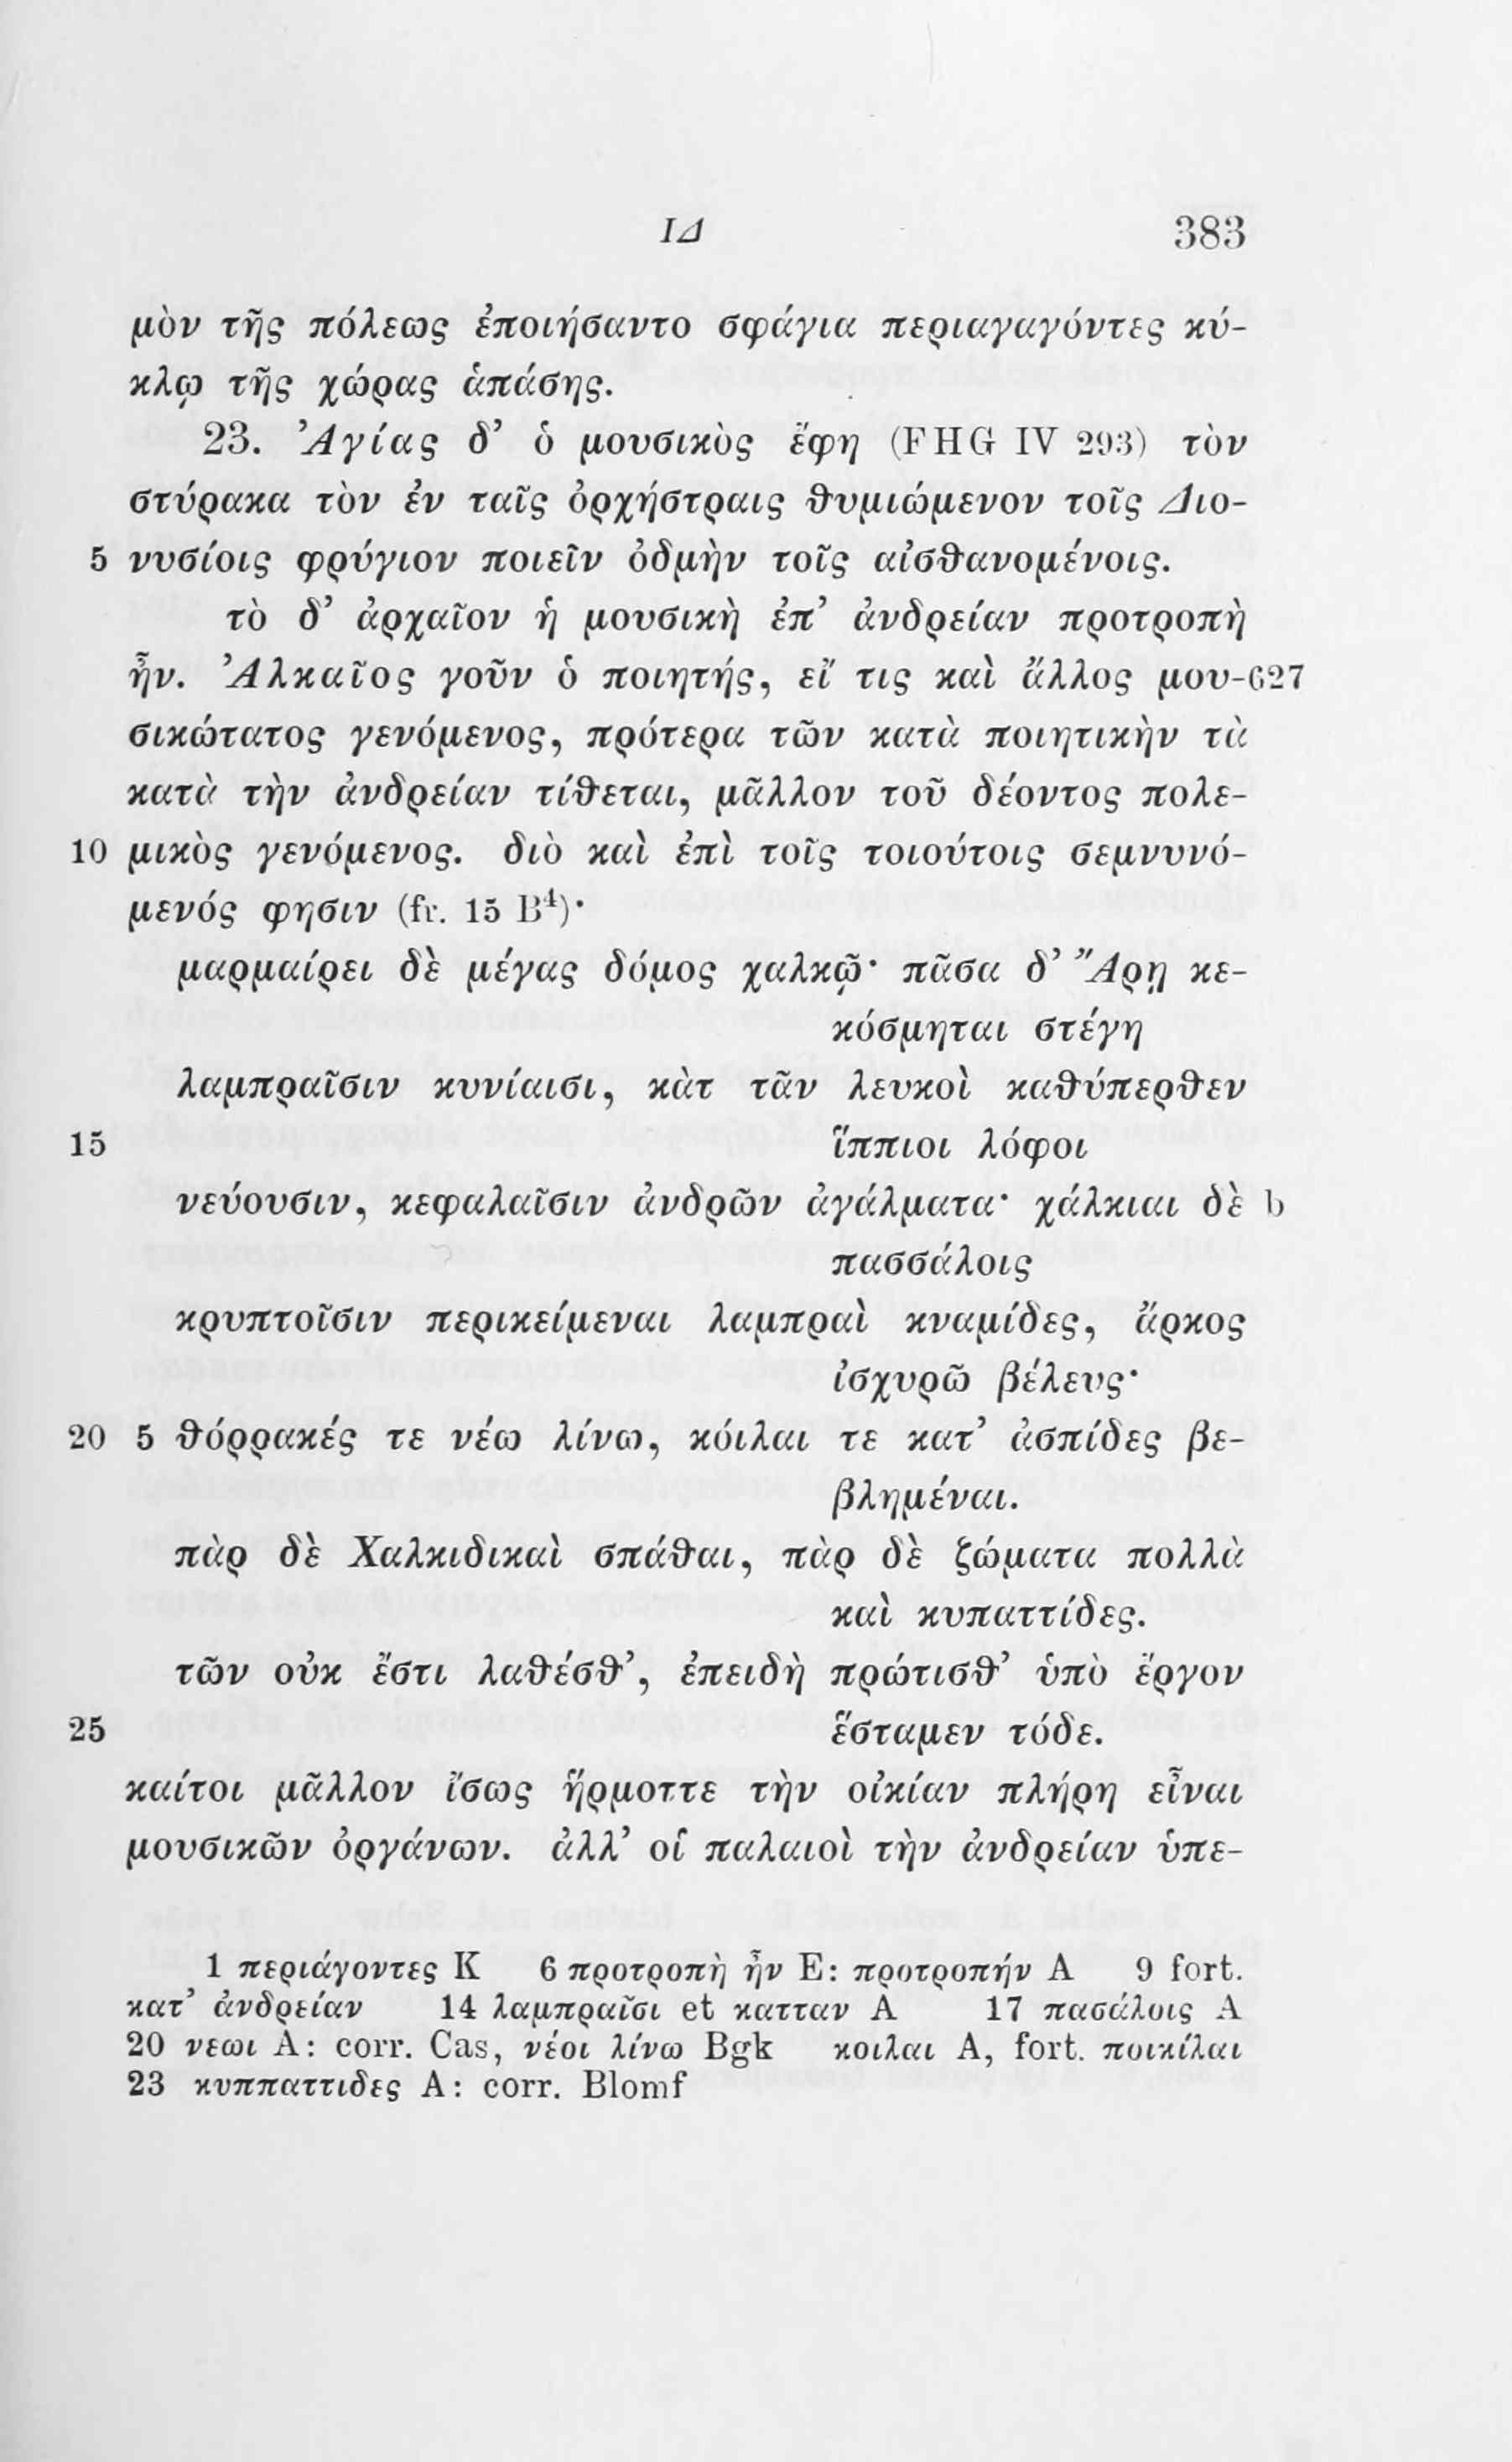 ΙΔ 383
μὸν τῆς πόλεως ἐποιήσαντο σφάγια περιαγαγόντες κύ-
κλῳ τῆς χώρας ἁπάσης.
23. Ἀγίας δ’ ὁ μουσικὸς ἔφη (FHG IV 293) τὸν
στύρακα τὸν ἐν ταῖς ὀρχήστραις θυμιώμενον τοῖς Διο-
5 νυσίοις φρύγιον ποιεῖν ὀδμὴν τοῖς αἰσθανομένοις.
τὸ δ’ ἀρχαῖον ἡ μουσικὴ ἐπ’ ἀνδρείαν προτροπὴ
ἦν. Ἀλκαῖος γοῦν ὁ ποιητής, εἴ τις καὶ ἄλλος μου- 627
σικώτατος γενόμενος, πρότερα τῶν κατὰ ποιητικὴν τὰ
κατὰ τὴν ἀνδρείαν τίθεται, μᾶλλον τοῦ δέοντος πολε-
10 μικὸς γενόμενος. διὸ καὶ ἐπὶ τοῖς τοιούτοις σεμνυνό-
μενός φησιν (fr. 15 B⁴)·
μαρμαίρει δὲ μέγας δόμος χαλκῷ· πᾶσα δ’ Ἄρῃ κε-
κόσμηται στέγη
λαμπραῖσιν κυνίαισι, κὰτ τᾶν λευκοὶ καθύπερθεν
15 ἵππιοι λόφοι
νεύουσιν, κεφαλαῖσιν ἀνδρῶν ἀγάλματα· χάλκιαι δὲ b
πασσάλοις
κρυπτοῖσιν περικείμεναι λαμπραὶ κναμίδες, ἄρκος
ἰσχυρῶ βέλευς·
20 5 θόρρακές τε νέω λίνω, κόιλαι τε κατ’ ἀσπίδες βε-
βλημέναι.
πὰρ δὲ Χαλκιδικαὶ σπάθαι, πὰρ δὲ ζώματα πολλὰ
καὶ κυπαττίδες.
τῶν οὐκ ἔστι λαθέσθ’, ἐπειδὴ πρώτισθ’ ὑπὸ ἔργον
25 ἕσταμεν τόδε.
καίτοι μᾶλλον ἴσως ἥρμοττε τὴν οἰκίαν πλήρη εἶναι
μουσικῶν ὀργάνων. ἀλλ’ οἱ παλαιοὶ τὴν ἀνδρείαν ὑπε-
1 περιάγοντες K 6 προτροπὴ ἦν E: προτροπήν A 9 fort.
κατ’ ἀνδρείαν 14 λαμπραῖσι et κατταν A 17 πασάλοις A
20 νεωι A: corr. Cas, νέοι λίνω Bgk κοιλαι A, fort. ποικίλαι
23 κυππαττιδες A: corr. Blomf